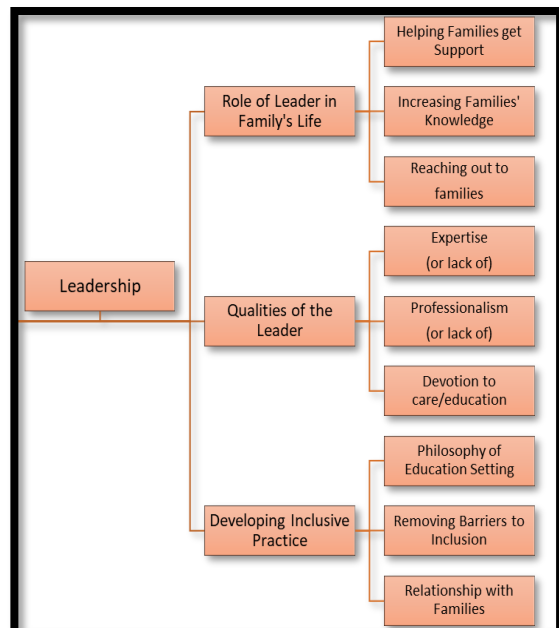 Leadership
Role of Leader in
Family's Life
Helping Families get
Support
Increasing Families'
Knowledge
Reaching out to
families
Qualities of the
Leader
Expertise
(or lack of)
Professionalism
(or lack of)
Devotion to
care/education
Developing Inclusive
Practice
Philosophy of
Education Setting
Removing Barriers to
Inclusion
Relationship with
Families